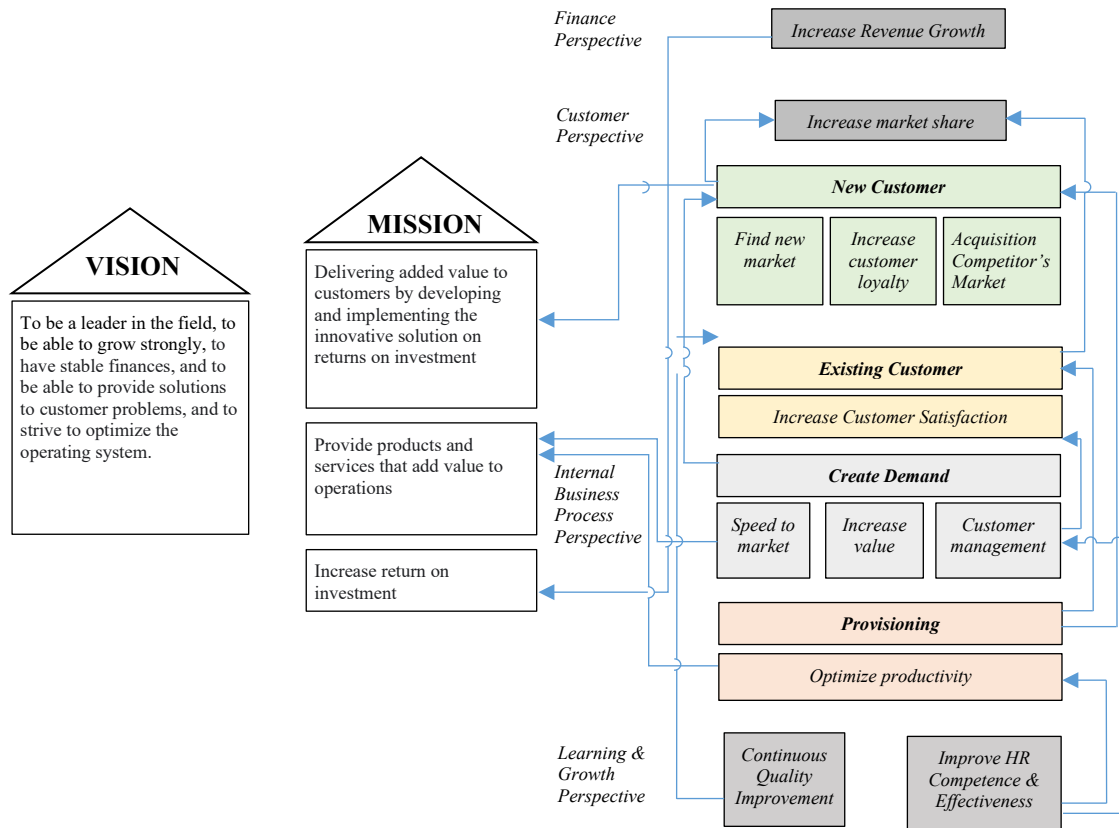 VISION
To be a leader in the field, to
be able to grow strongly, to
have stable finances, and to
be able to provide solutions
to customer problems, and to
strive to optimize the
operating system.
MISSION
Delivering added value to
customers by developing
and implementing the
innovative solution on
returns on investment
Provide products and
services that add value to
operations
Increase return on
investment
Finance
Perspective
Increase Revenue Growth
Customer
Perspective
Increase market share
New Customer
Find new
market
Increase
customer
loyalty
Acquisition
Competitor’s
Market
Existing Customer
Increase Customer Satisfaction
Internal
Business
Process
Perspective
Create Demand
Speed to
market
Increase
value
Customer
management
Provisioning
Optimize productivity
Learning &
Growth
Perspective
Continuous
Quality
Improvement
Improve HR
Competence &
Effectiveness